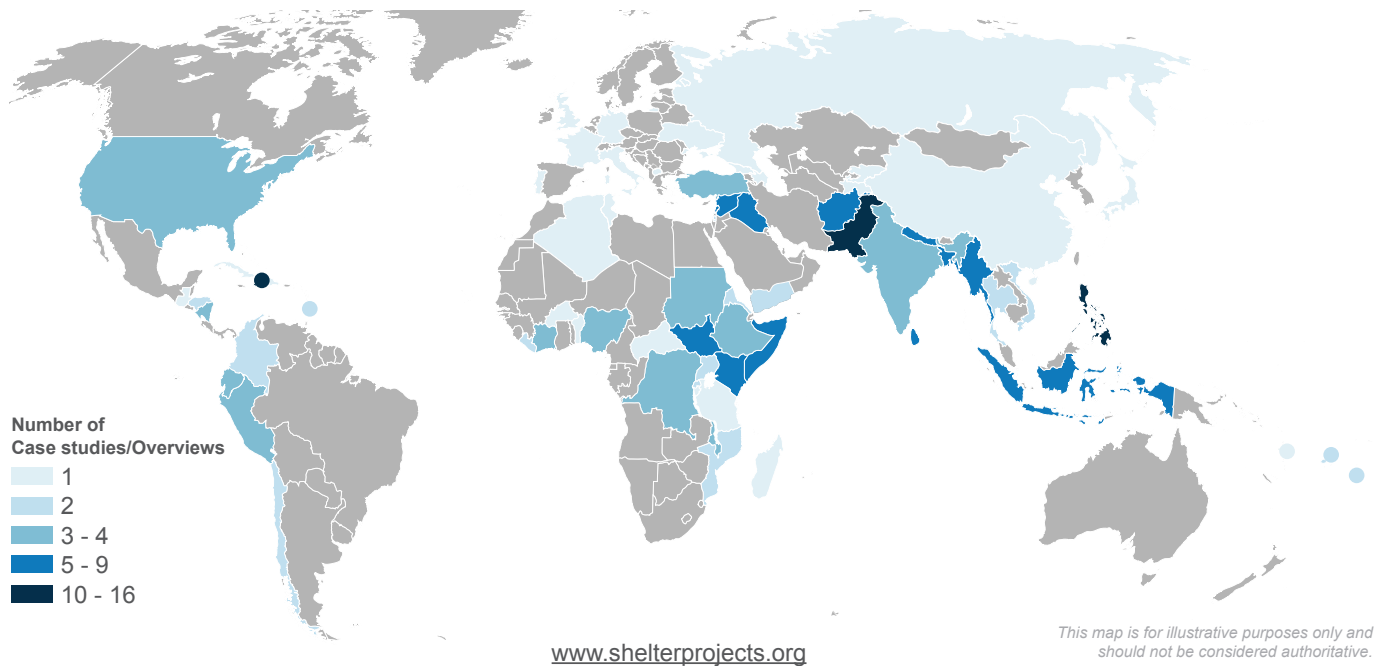 Number of
Case studies/Overviews
1
2
3 - 4
5 - 9
10 - 16
www.shelterprojects.org
This map is for illustrative purposes only and
should not be considered authoritative.